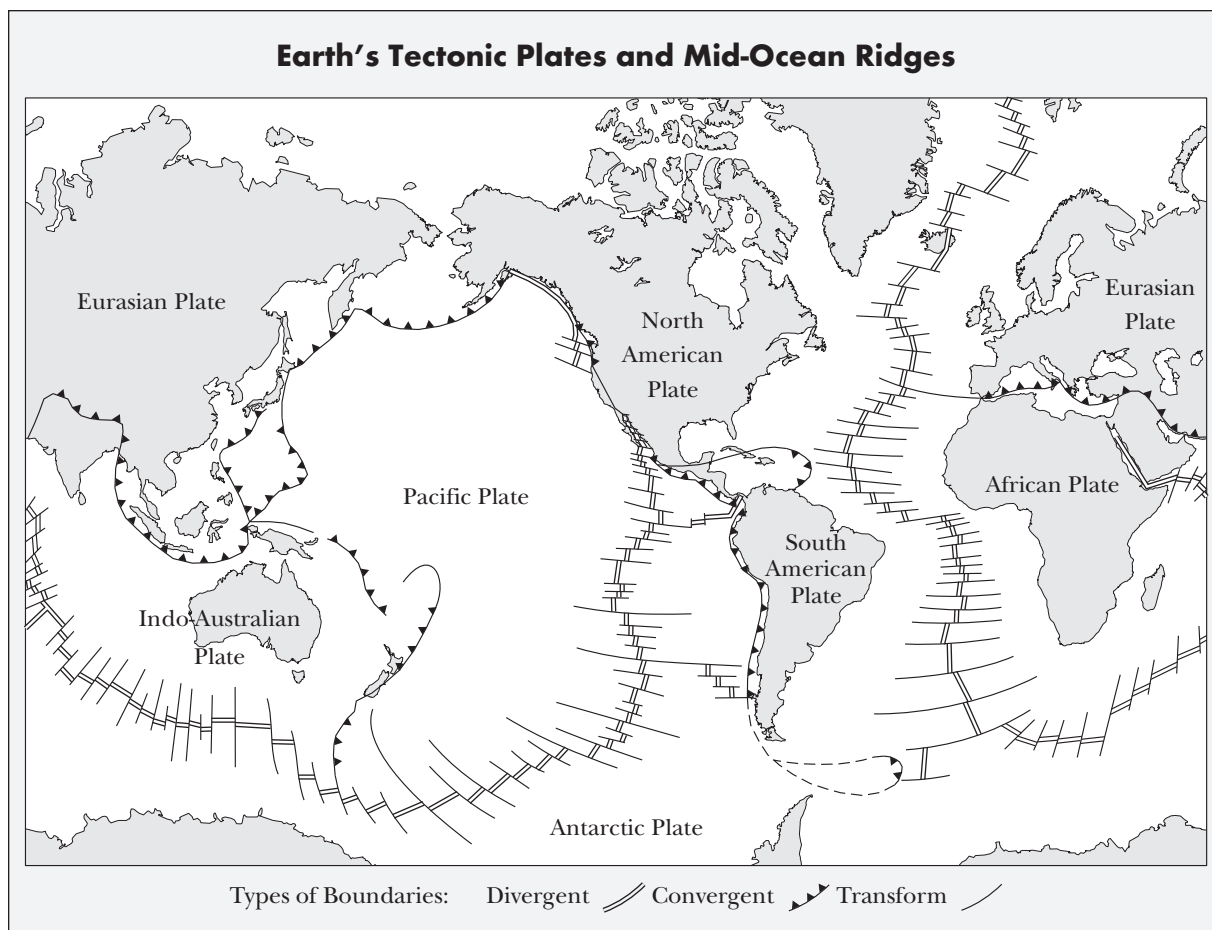 Earth's Tectonic Plates and Mid-Ocean Ridges
Eurasian Plate
North
American
Plate
Eurasian
Plate
Pacific Plate
African Plate
South
American
Plate
Indo-Australian
Plate
Antarctic Plate
Types of Boundaries: Divergent Convergent Transform